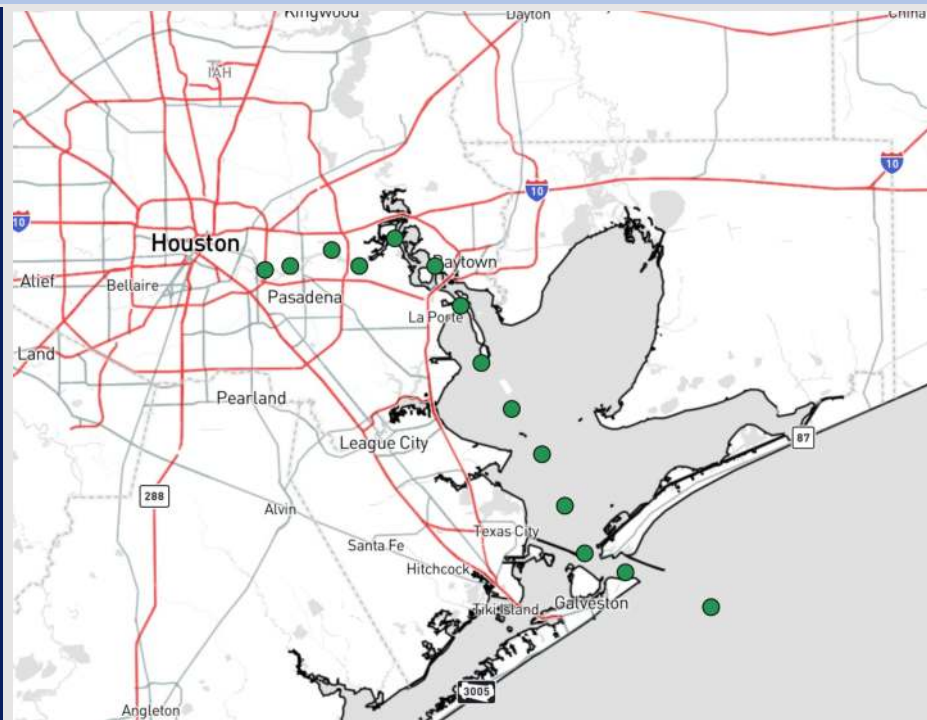 Kingwood
Dayton
China
IAH
10
10
10
Houston
Baytown
Alief
Bellaire
Pasadena
La Porte
Land
Pearland
League City
87
288
Alvin
Texas City
Santa Fe
Hitchcock
Tiki Island
Galveston
3005
Angleton